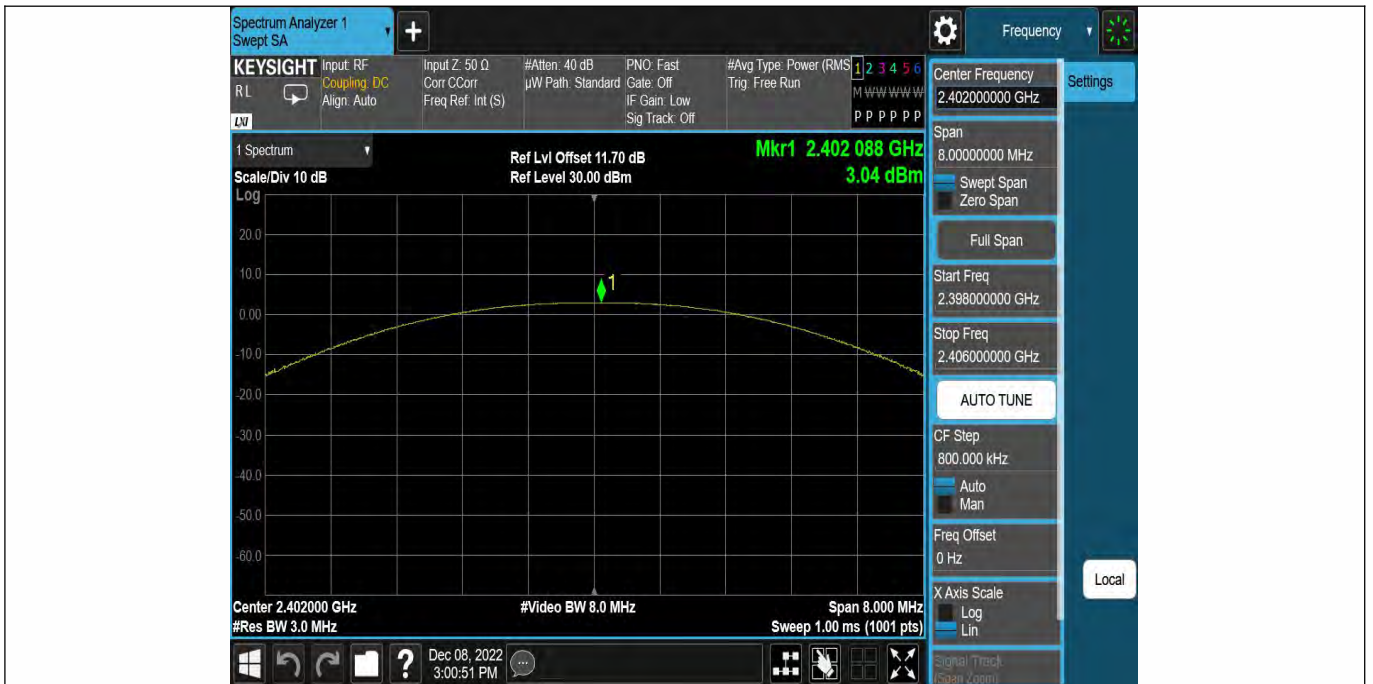 Spectrum Analyzer 1
Swept SA
Frequency
KEYSIGHT
RL
LXI
Input: RF
Coupling: DC
Align: Auto
Input Z: 50 Ω
Corr CCorr
Freq Ref: Int (S)
#Atten: 40 dB
µW Path: Standard
PNO: Fast
Gate: Off
IF Gain: Low
Sig Track: Off
#Avg Type: Power (RMS
Trig: Free Run
1 2 3 4 5 6
M W W W W W
P P P P P P
1 Spectrum
Scale/Div 10 dB
Ref Lvl Offset 11.70 dB
Ref Level 30.00 dBm
Mkr1 2.402 088 GHz
3.04 dBm
Log
20.0
10.0
0.00
-10.0
-20.0
-30.0
-40.0
-50.0
-60.0
1
Center 2.402000 GHz
#Res BW 3.0 MHz
#Video BW 8.0 MHz
Span 8.000 MHz
Sweep 1.00 ms (1001 pts)
Center Frequency
2.402000000 GHz
Settings
Span
8.00000000 MHz
Swept Span
Zero Span
Full Span
Start Freq
2.398000000 GHz
Stop Freq
2.406000000 GHz
AUTO TUNE
CF Step
800.000 kHz
Auto
Man
Freq Offset
0 Hz
X Axis Scale
Log
Lin
Local
Signal Track
(Span Zoom)
?
Dec 08, 2022
3:00:51 PM